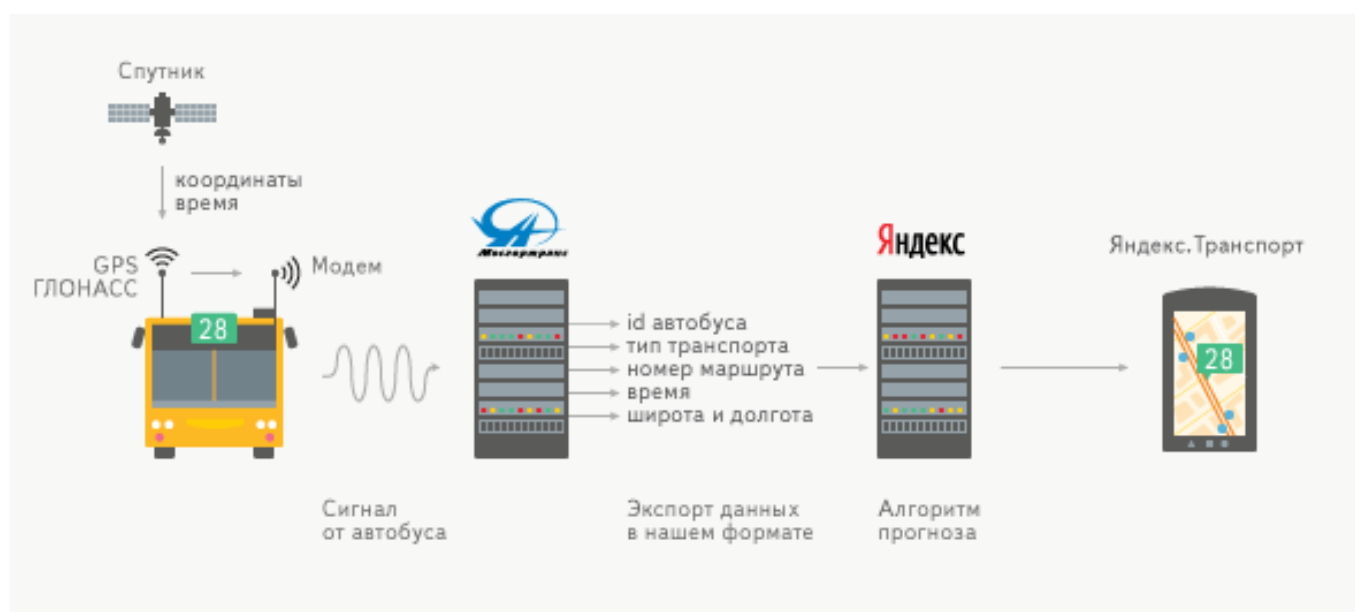 Спутник
координаты
время
GPS
ГЛОНАСС
Модем
28
Мосгортранс
id автобуса
тип транспорта
номер маршрута
время
широта и долгота
Яндекс
Яндекс.Транспорт
28
Сигнал
от автобуса
Экспорт данных
в нашем формате
Алгоритм
прогноза